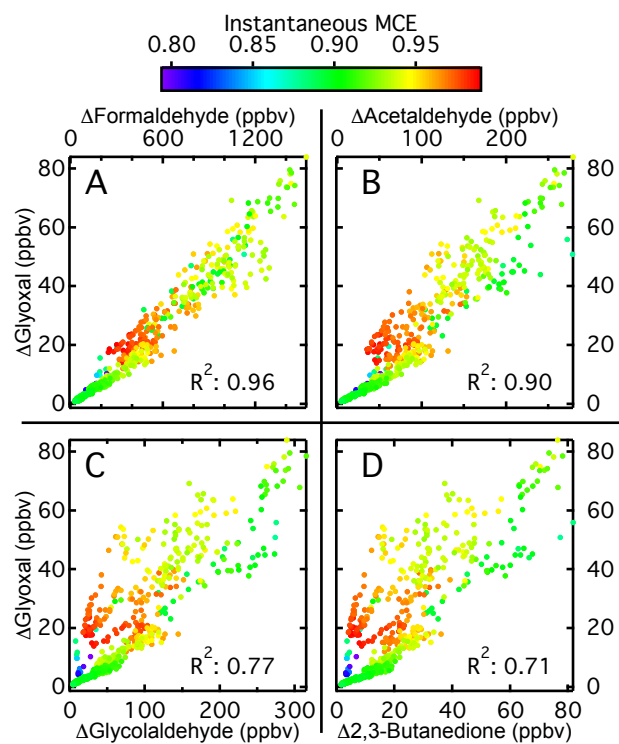 Instantaneous MCE
0.80 0.85 0.90 0.95
ΔFormaldehyde (ppbv) ΔAcetaldehyde (ppbv)
0 600 1200 0 100 200
80 A B 80
60 60
ΔGlyoxal (ppbv)
40 40
20 20
R²: 0.96 R²: 0.90
0 0
80 C D 80
60 60
ΔGlyoxal (ppbv)
40 40
20 20
R²: 0.77 R²: 0.71
0 0
0 100 200 300 0 20 40 60 80
ΔGlycolaldehyde (ppbv) Δ2,3-Butanedione (ppbv)